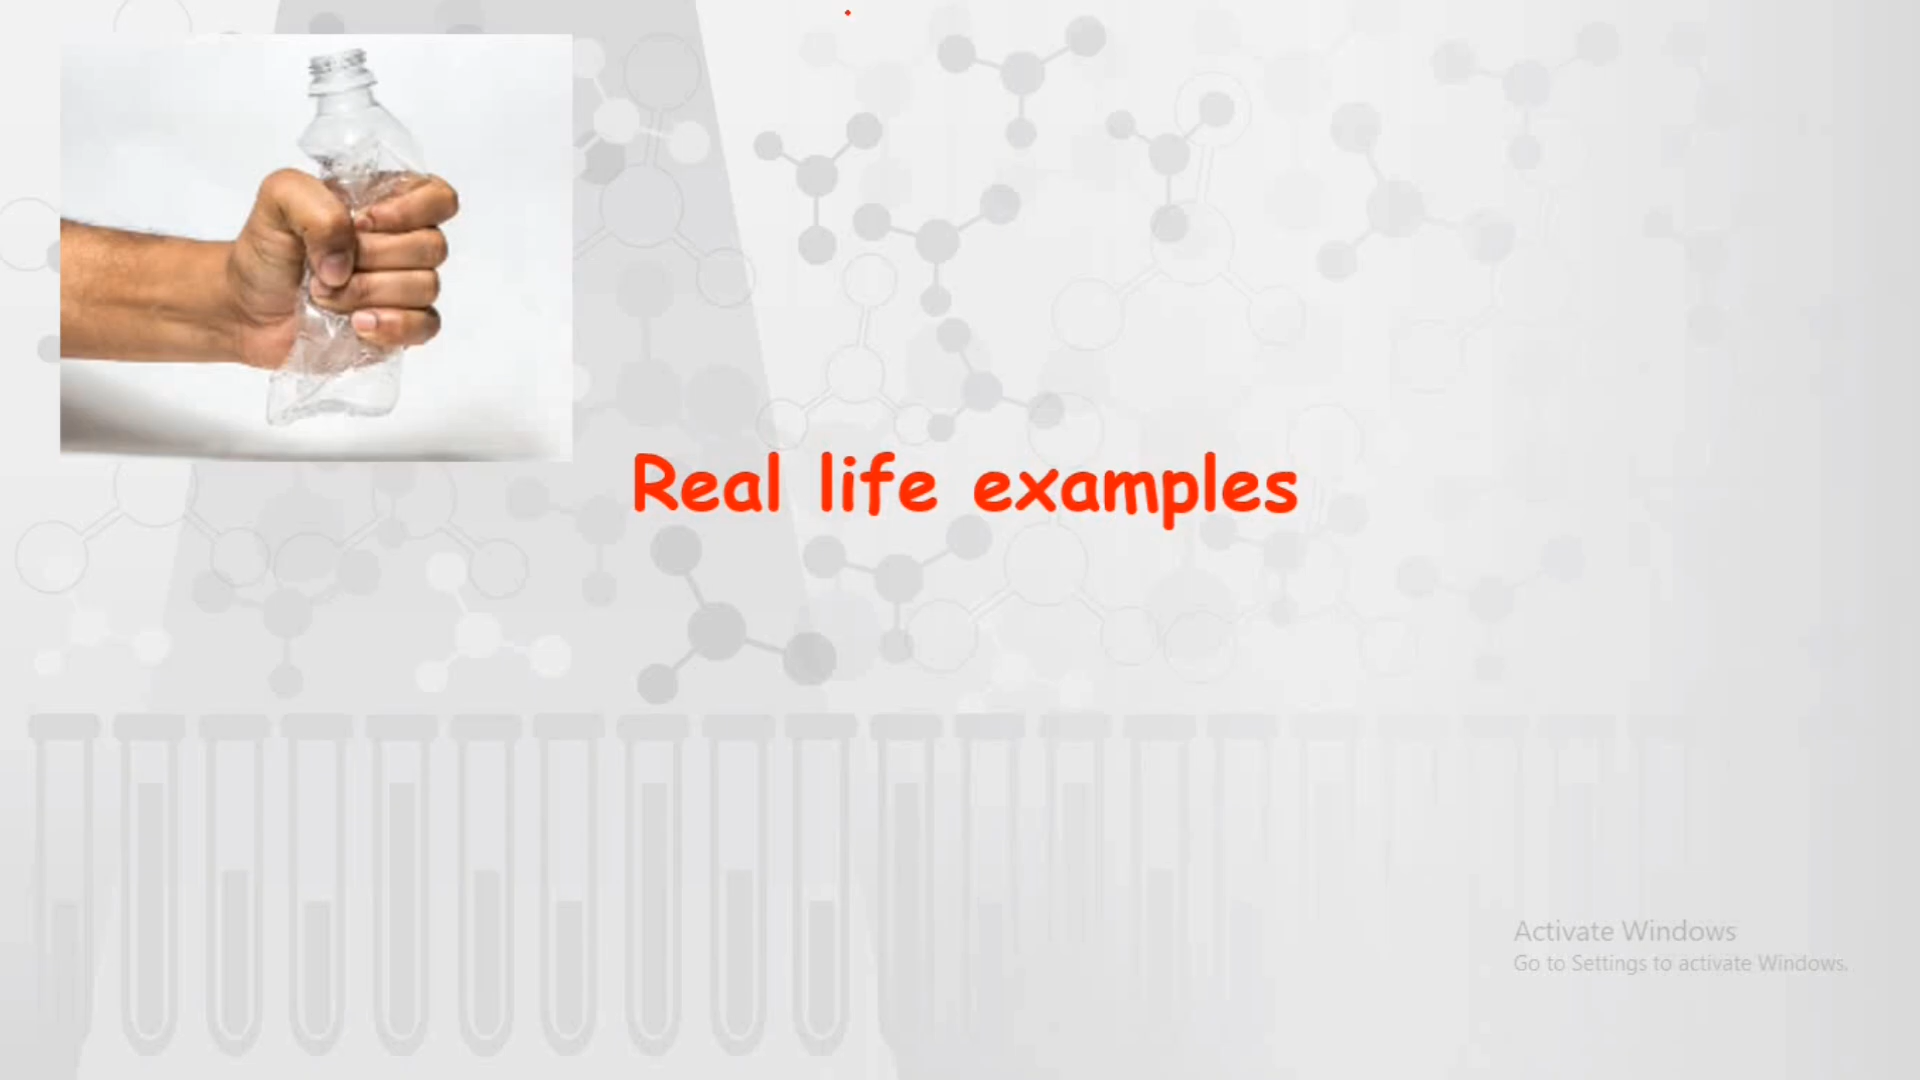 Real life examples
Activate Windows
Go to Settings to activate Windows.